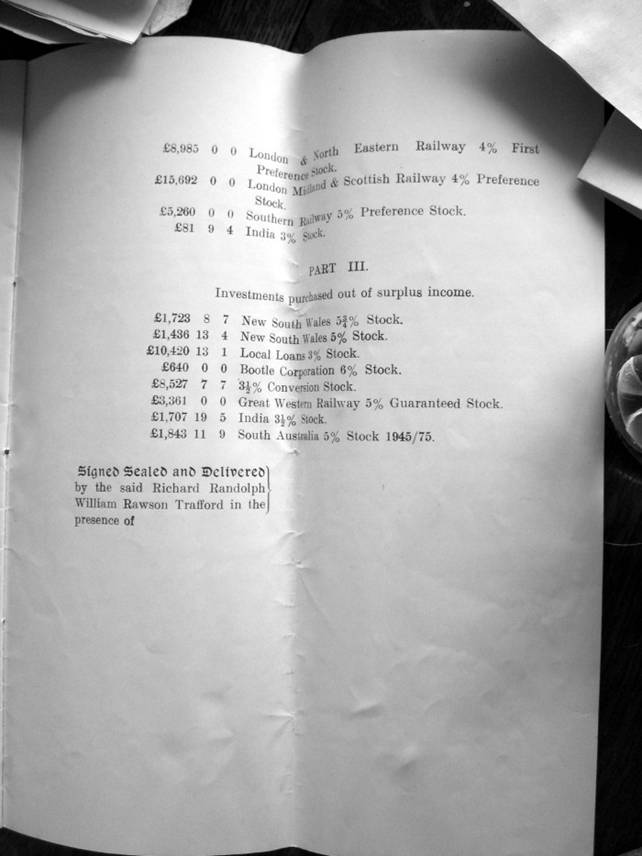 £8,985 0 0 London & North Eastern Railway 4% First
Preference Stock.
£15,692 0 0 London Midland & Scottish Railway 4% Preference
Stock.
£5,260 0 0 Southern Railway 5% Preference Stock.
£81 9 4 India 3% Stock.
PART III.
Investments purchased out of surplus income.
£1,723 8 7 New South Wales 5¾% Stock.
£1,436 13 4 New South Wales 5% Stock.
£10,420 13 1 Local Loans 3% Stock.
£640 0 0 Bootle Corporation 6% Stock.
£8,527 7 7 3½% Conversion Stock.
£3,361 0 0 Great Western Railway 5% Guaranteed Stock.
£1,707 19 5 India 3½% Stock.
£1,843 11 9 South Australia 5% Stock 1945/75.
Signed Sealed and Delivered
by the said Richard Randolph
William Rawson Trafford in the
presence of